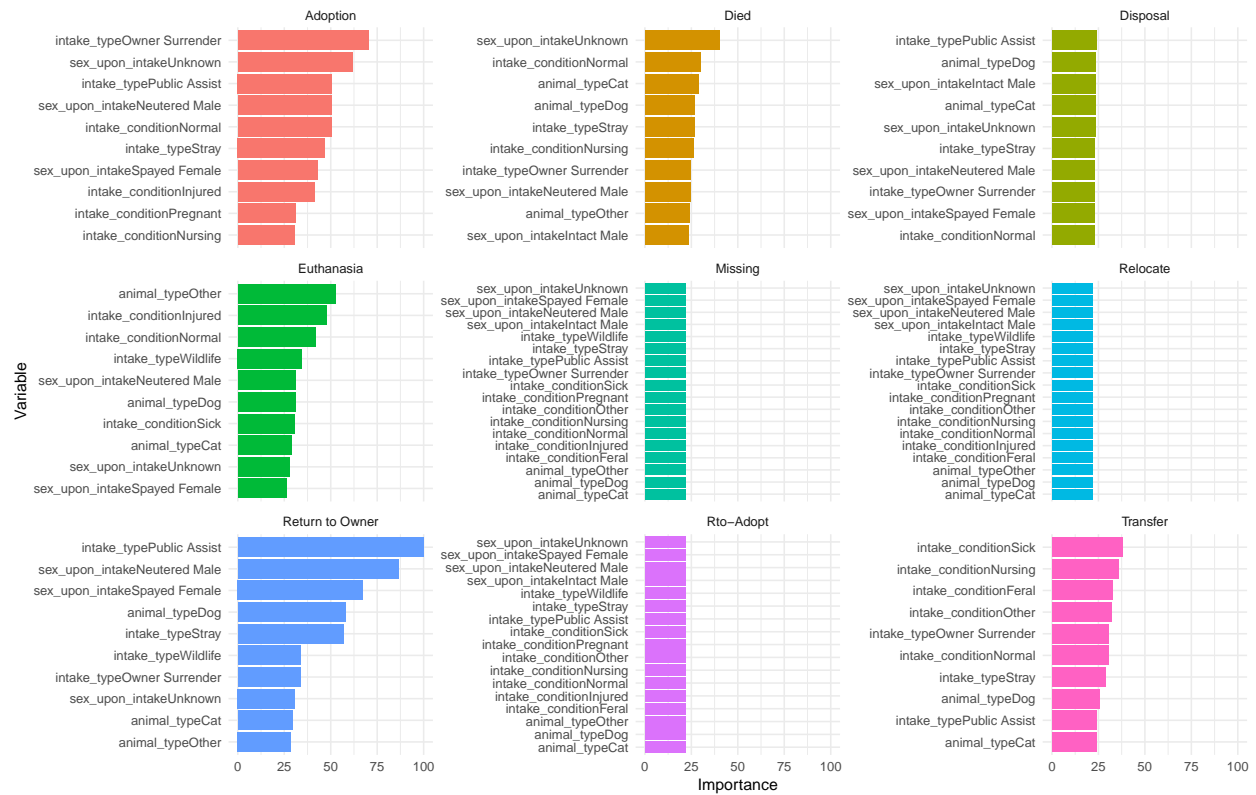 Adoption
intake_typeOwner Surrender
sex_upon_intakeUnknown
intake_typePublic Assist
sex_upon_intakeNeutered Male
intake_conditionNormal
intake_typeStray
sex_upon_intakeSpayed Female
intake_conditionInjured
intake_conditionPregnant
intake_conditionNursing
Died
sex_upon_intakeUnknown
intake_conditionNormal
animal_typeCat
animal_typeDog
intake_typeStray
intake_conditionNursing
intake_typeOwner Surrender
sex_upon_intakeNeutered Male
animal_typeOther
sex_upon_intakeIntact Male
Disposal
intake_typePublic Assist
animal_typeDog
sex_upon_intakeIntact Male
animal_typeCat
sex_upon_intakeUnknown
intake_typeStray
sex_upon_intakeNeutered Male
intake_typeOwner Surrender
sex_upon_intakeSpayed Female
intake_conditionNormal
Variable
Euthanasia
animal_typeOther
intake_conditionInjured
intake_conditionNormal
intake_typeWildlife
sex_upon_intakeNeutered Male
animal_typeDog
intake_conditionSick
animal_typeCat
sex_upon_intakeUnknown
sex_upon_intakeSpayed Female
Missing
sex_upon_intakeUnknown
sex_upon_intakeSpayed Female
sex_upon_intakeNeutered Male
sex_upon_intakeIntact Male
intake_typeWildlife
intake_typeStray
intake_typePublic Assist
intake_typeOwner Surrender
intake_conditionSick
intake_conditionPregnant
intake_conditionOther
intake_conditionNursing
intake_conditionNormal
intake_conditionInjured
intake_conditionFeral
animal_typeOther
animal_typeDog
animal_typeCat
Relocate
sex_upon_intakeUnknown
sex_upon_intakeSpayed Female
sex_upon_intakeNeutered Male
sex_upon_intakeIntact Male
intake_typeWildlife
intake_typeStray
intake_typePublic Assist
intake_typeOwner Surrender
intake_conditionSick
intake_conditionPregnant
intake_conditionOther
intake_conditionNursing
intake_conditionNormal
intake_conditionInjured
intake_conditionFeral
animal_typeOther
animal_typeDog
animal_typeCat
Return to Owner
intake_typePublic Assist
sex_upon_intakeNeutered Male
sex_upon_intakeSpayed Female
animal_typeDog
intake_typeStray
intake_typeWildlife
intake_typeOwner Surrender
sex_upon_intakeUnknown
animal_typeCat
animal_typeOther
0 25 50 75 100
Rto−Adopt
sex_upon_intakeUnknown
sex_upon_intakeSpayed Female
sex_upon_intakeNeutered Male
sex_upon_intakeIntact Male
intake_typeWildlife
intake_typeStray
intake_typePublic Assist
intake_conditionSick
intake_conditionPregnant
intake_conditionOther
intake_conditionNursing
intake_conditionNormal
intake_conditionInjured
intake_conditionFeral
animal_typeOther
animal_typeDog
animal_typeCat
0 25 50 75 100
Transfer
intake_conditionSick
intake_conditionNursing
intake_conditionFeral
intake_conditionOther
intake_typeOwner Surrender
intake_conditionNormal
intake_typeStray
animal_typeDog
intake_typePublic Assist
animal_typeCat
0 25 50 75 100
Importance